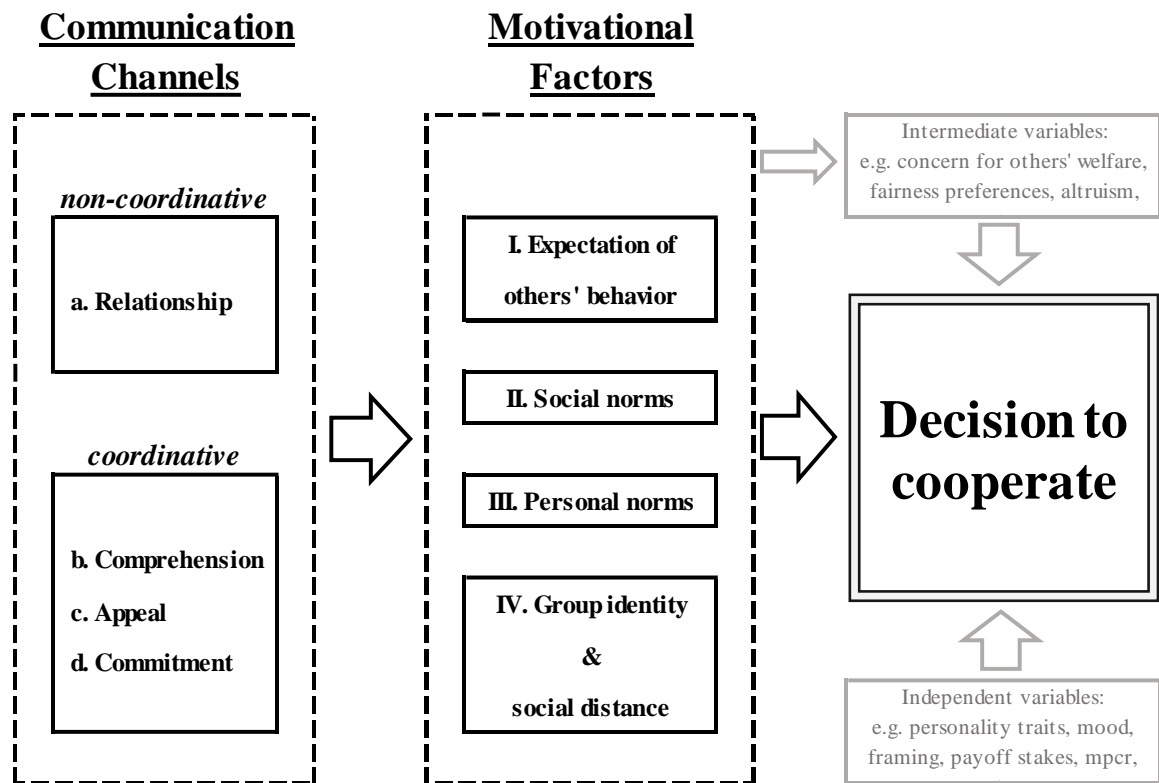 Communication
Channels
non-coordinative
a. Relationship
coordinative
b. Comprehension
c. Appeal
d. Commitment
Motivational
Factors
I. Expectation of
others' behavior
II. Social norms
III. Personal norms
IV. Group identity
&
social distance
Intermediate variables:
e.g. concern for others' welfare,
fairness preferences, altruism,
Decision to
cooperate
Independent variables:
e.g. personality traits, mood,
framing, payoff stakes, mpcr,